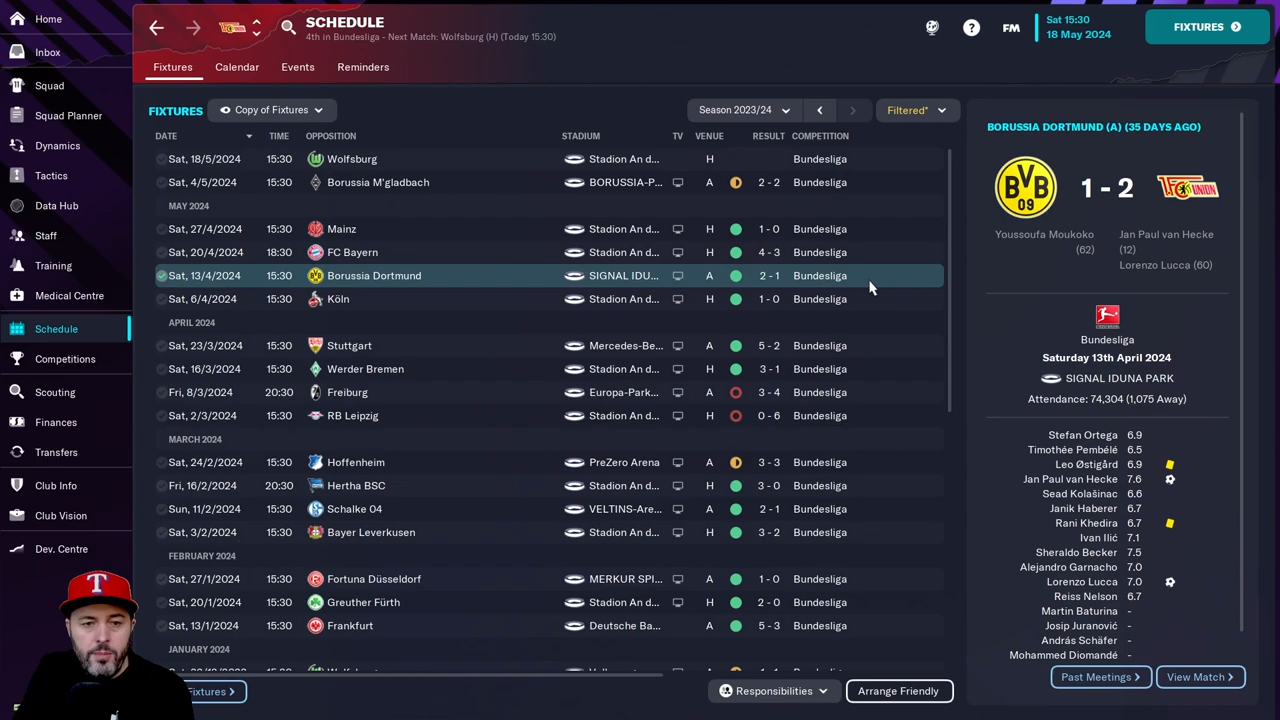 Home
Inbox
Squad
Squad Planner
Dynamics
Tactics
Data Hub
Staff
Training
Medical Centre
Schedule
Competitions
Scouting
Finances
Transfers
Club Info
Club Vision
Dev. Centre
SCHEDULE
4th in Bundesliga - Next Match: Wolfsburg (H) (Today 15:30)
FM
Sat 15:30
18 May 2024
FIXTURES
Fixtures Calendar Events Reminders
FIXTURES Copy of Fixtures Season 2023/24 Filtered*
DATE TIME OPPOSITION STADIUM TV VENUE RESULT COMPETITION
Sat, 18/5/2024 15:30 Wolfsburg Stadion An d... H Bundesliga
Sat, 4/5/2024 15:30 Borussia M'gladbach BORUSSIA-P... A 2 - 2 Bundesliga
MAY 2024
Sat, 27/4/2024 15:30 Mainz Stadion An d... H 1 - 0 Bundesliga
Sat, 20/4/2024 18:30 FC Bayern Stadion An d... H 4 - 3 Bundesliga
Sat, 13/4/2024 15:30 Borussia Dortmund SIGNAL IDU... A 2 - 1 Bundesliga
Sat, 6/4/2024 15:30 Köln Stadion An d... H 1 - 0 Bundesliga
APRIL 2024
Sat, 23/3/2024 15:30 Stuttgart Mercedes-Be... A 5 - 2 Bundesliga
Sat, 16/3/2024 15:30 Werder Bremen Stadion An d... H 3 - 1 Bundesliga
Fri, 8/3/2024 20:30 Freiburg Europa-Park... A 3 - 4 Bundesliga
Sat, 2/3/2024 15:30 RB Leipzig Stadion An d... H 0 - 6 Bundesliga
MARCH 2024
Sat, 24/2/2024 15:30 Hoffenheim PreZero Arena A 3 - 3 Bundesliga
Fri, 16/2/2024 20:30 Hertha BSC Stadion An d... H 3 - 0 Bundesliga
Sun, 11/2/2024 15:30 Schalke 04 VELTINS-Are... A 2 - 1 Bundesliga
Sat, 3/2/2024 15:30 Bayer Leverkusen Stadion An d... H 3 - 2 Bundesliga
FEBRUARY 2024
Sat, 27/1/2024 15:30 Fortuna Düsseldorf MERKUR SPI... A 1 - 0 Bundesliga
Sat, 20/1/2024 15:30 Greuther Fürth Stadion An d... H 2 - 0 Bundesliga
Sat, 13/1/2024 15:30 Frankfurt Deutsche Ba... A 5 - 3 Bundesliga
JANUARY 2024
Fixtures Responsibilities Arrange Friendly
BORUSSIA DORTMUND (A) (35 DAYS AGO)
BVB 09 1 - 2 UNION
Youssoufa Moukoko (62)
Jan Paul van Hecke (12)
Lorenzo Lucca (60)
Bundesliga
Saturday 13th April 2024
SIGNAL IDUNA PARK
Attendance: 74,304 (1,075 Away)
Stefan Ortega 6.9
Timothée Pembélé 6.5
Leo Østigård 6.9
Jan Paul van Hecke 7.6
Sead Kolašinac 6.6
Janik Haberer 6.7
Rani Khedira 6.7
Ivan Ilić 7.1
Sheraldo Becker 7.5
Alejandro Garnacho 7.0
Lorenzo Lucca 7.0
Reiss Nelson 6.7
Martin Baturina -
Josip Juranović -
András Schäfer -
Mohammed Diomandé -
Past Meetings View Match
T